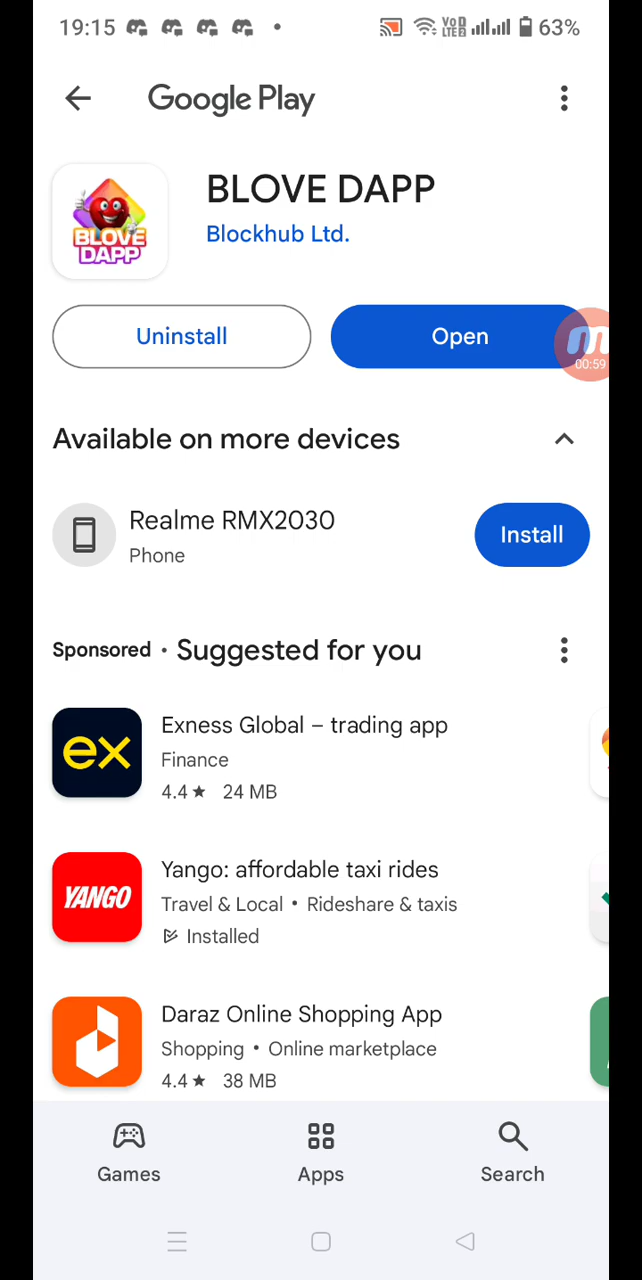 19:15 VoD LTE2 63%
Google Play
BLOVE DAPP
BLOVE
DAPP
Blockhub Ltd.
Uninstall
Open
00:59
Available on more devices
Realme RMX2030
Phone
Install
Sponsored • Suggested for you
ex
Exness Global – trading app
Finance
4.4★ 24 MB
YANGO
Yango: affordable taxi rides
Travel & Local • Rideshare & taxis
Installed
Daraz Online Shopping App
Shopping • Online marketplace
4.4★ 38 MB
Games
Apps
Search